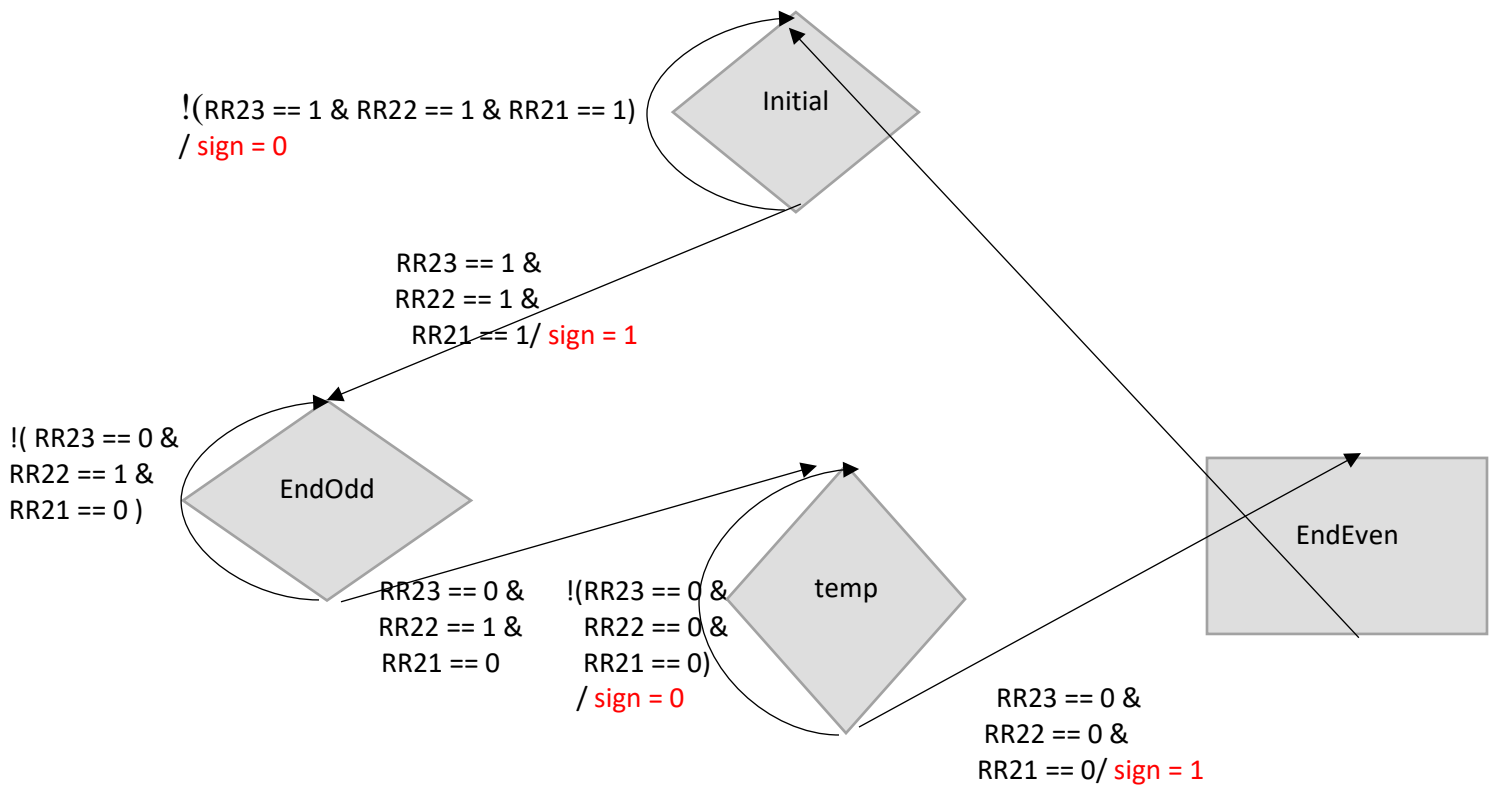 Initial
!(RR23 == 1 & RR22 == 1 & RR21 == 1)
/ sign = 0
RR23 == 1 &
RR22 == 1 &
RR21 == 1/ sign = 1
!( RR23 == 0 &
RR22 == 1 &
RR21 == 0 )
EndOdd
RR23 == 0 &
RR22 == 1 &
RR21 == 0
!(RR23 == 0 &
RR22 == 0 &
RR21 == 0)
/ sign = 0
temp
EndEven
RR23 == 0 &
RR22 == 0 &
RR21 == 0/ sign = 1